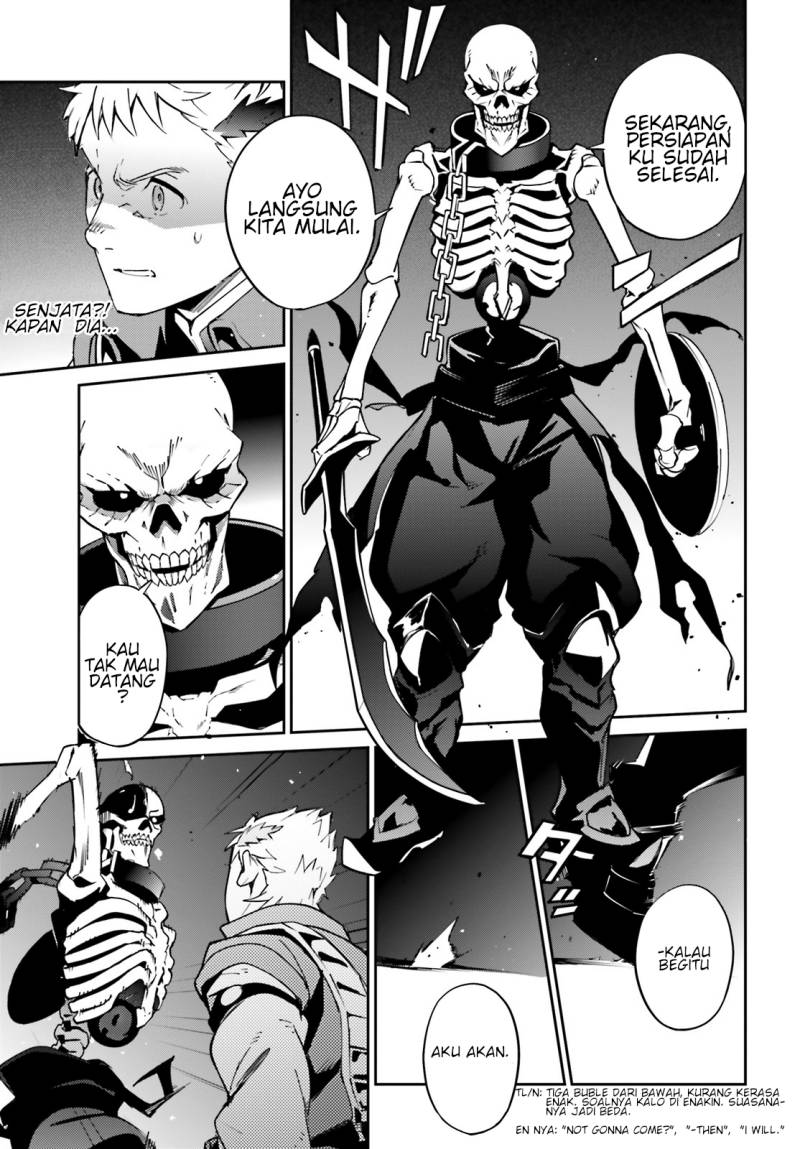 ザッ
SEKARANG,
PERSIAPAN
KU SUDAH
SELESAI.
AYO
LANGSUNG
KITA MULAI.
SENJATA?!
KAPAN DIA...
KAU
TAK MAU
DATANG
?
-KALAU
BEGITU
AKU AKAN.
TL/N: TIGA BUBLE DARI BAWAH, KURANG KERASA
ENAK. SOALNYA KALO DI ENAKIN. SUASANA-
NYA JADI BEDA.
EN NYA: "NOT GONNA COME?", "-THEN", "I WILL."